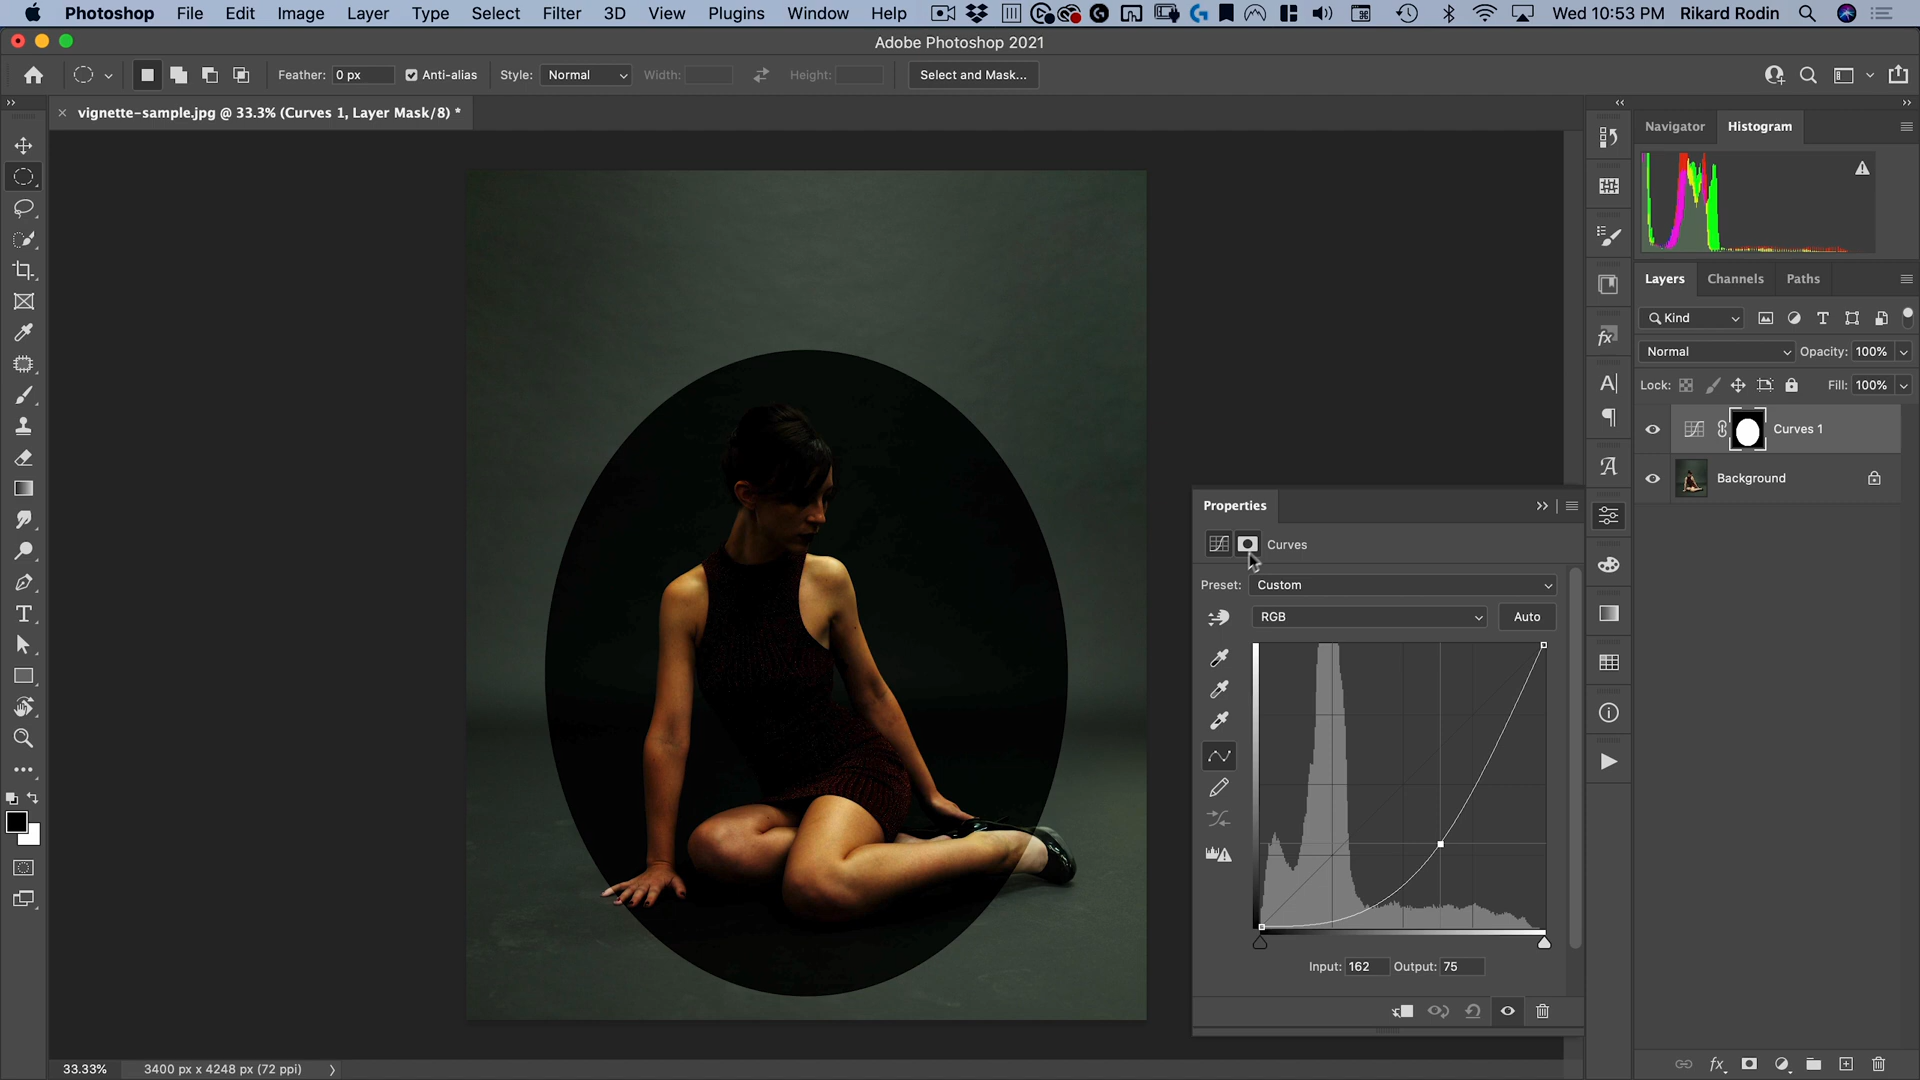 Photoshop File Edit Image Layer Type Select Filter 3D View Plugins Window Help Wed 10:53 PM Rikard Rodin
Adobe Photoshop 2021
Feather: 0 px Anti-alias Style: Normal Width: Height: Select and Mask...
vignette-sample.jpg @ 33.3% (Curves 1, Layer Mask/8) *
Navigator Histogram
Layers Channels Paths
Kind
Normal Opacity: 100%
Lock: Fill: 100%
Curves 1
Background
Properties
Curves
Preset: Custom
RGB Auto
Input: 162 Output: 75
33.33% 3400 px x 4248 px (72 ppi)